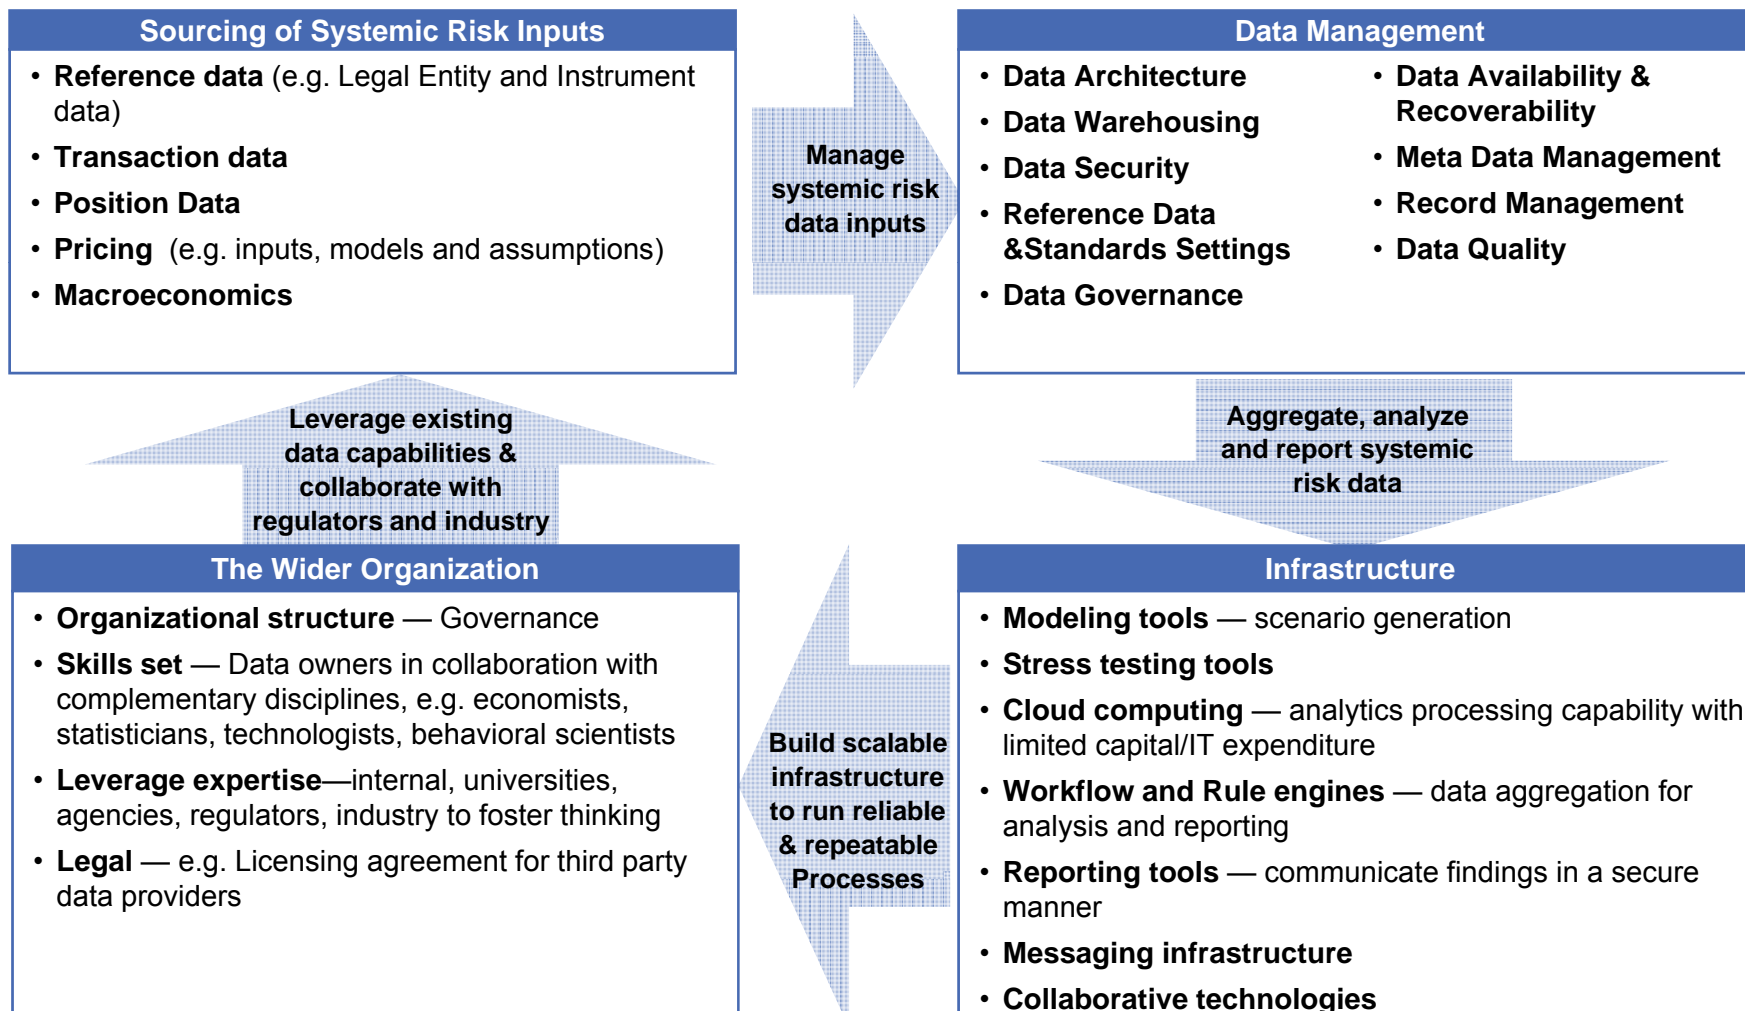 Sourcing of Systemic Risk Inputs
• Reference data (e.g. Legal Entity and Instrument
data)
• Transaction data
• Position Data
• Pricing (e.g. inputs, models and assumptions)
• Macroeconomics
Manage
systemic risk
data inputs
Data Management
• Data Architecture
• Data Warehousing
• Data Security
• Reference Data
&Standards Settings
• Data Governance
• Data Availability &
Recoverability
• Meta Data Management
• Record Management
• Data Quality
Leverage existing
data capabilities &
collaborate with
regulators and industry
Aggregate, analyze
and report systemic
risk data
The Wider Organization
• Organizational structure — Governance
• Skills set — Data owners in collaboration with
complementary disciplines, e.g. economists,
statisticians, technologists, behavioral scientists
• Leverage expertise—internal, universities,
agencies, regulators, industry to foster thinking
• Legal — e.g. Licensing agreement for third party
data providers
Build scalable
infrastructure
to run reliable
& repeatable
Processes
Infrastructure
• Modeling tools — scenario generation
• Stress testing tools
• Cloud computing — analytics processing capability with
limited capital/IT expenditure
• Workflow and Rule engines — data aggregation for
analysis and reporting
• Reporting tools — communicate findings in a secure
manner
• Messaging infrastructure
• Collaborative technologies